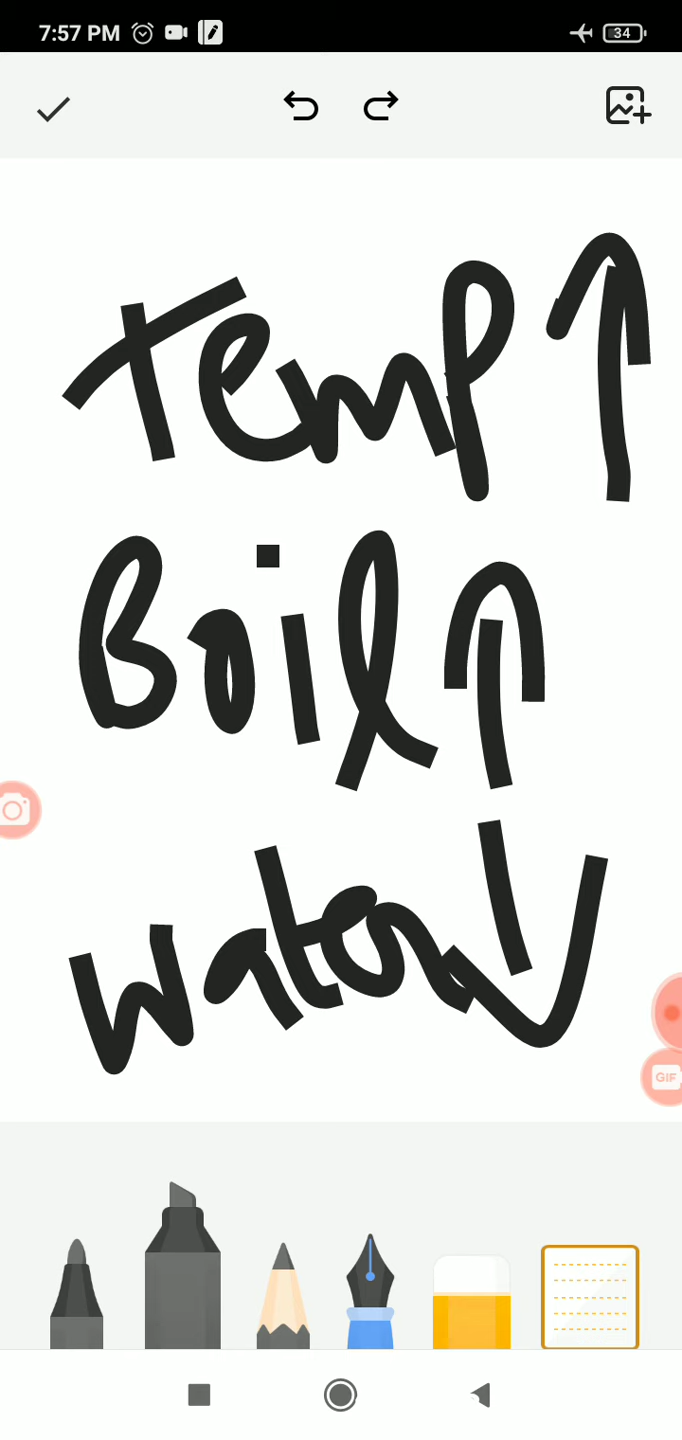 7:57 PM 34
Temp ↑
Boil ↑
water ↓
GIF